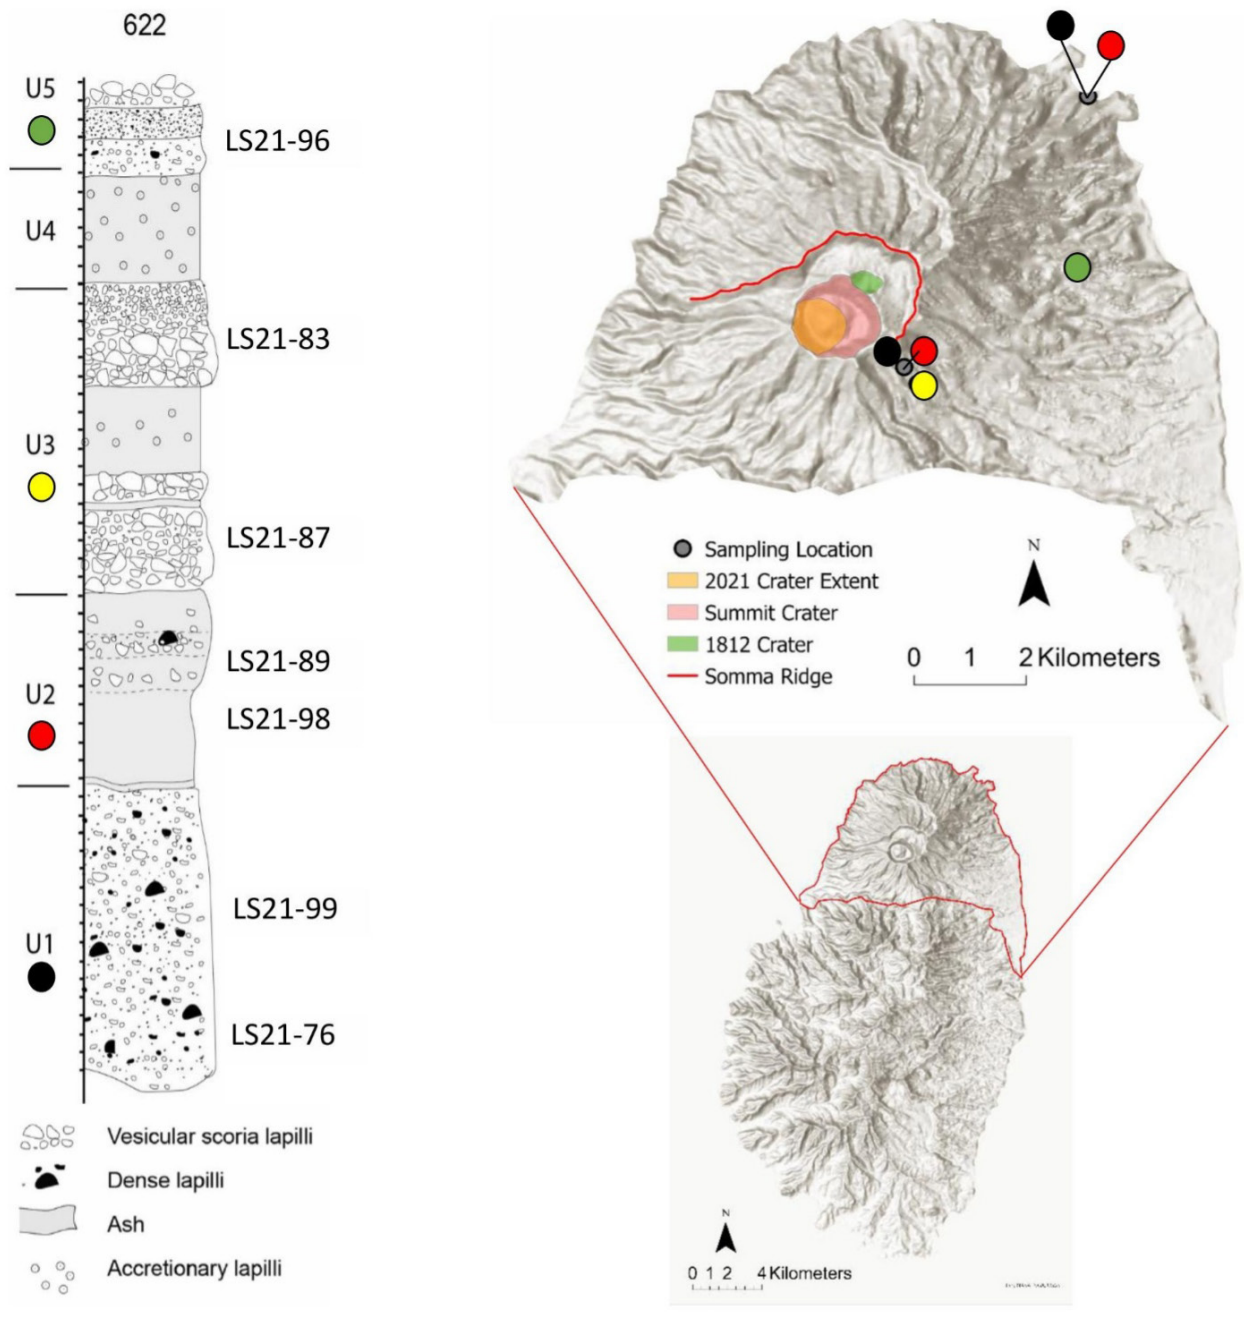 622
U5
LS21-96
U4
LS21-83
U3
LS21-87
LS21-89
U2
LS21-98
LS21-99
U1
LS21-76
Vesicular scoria lapilli
Dense lapilli
Ash
Accretionary lapilli
Sampling Location
2021 Crater Extent
Summit Crater
1812 Crater
Somma Ridge
N
0 1 2 Kilometers
N
0 1 2 4 Kilometers